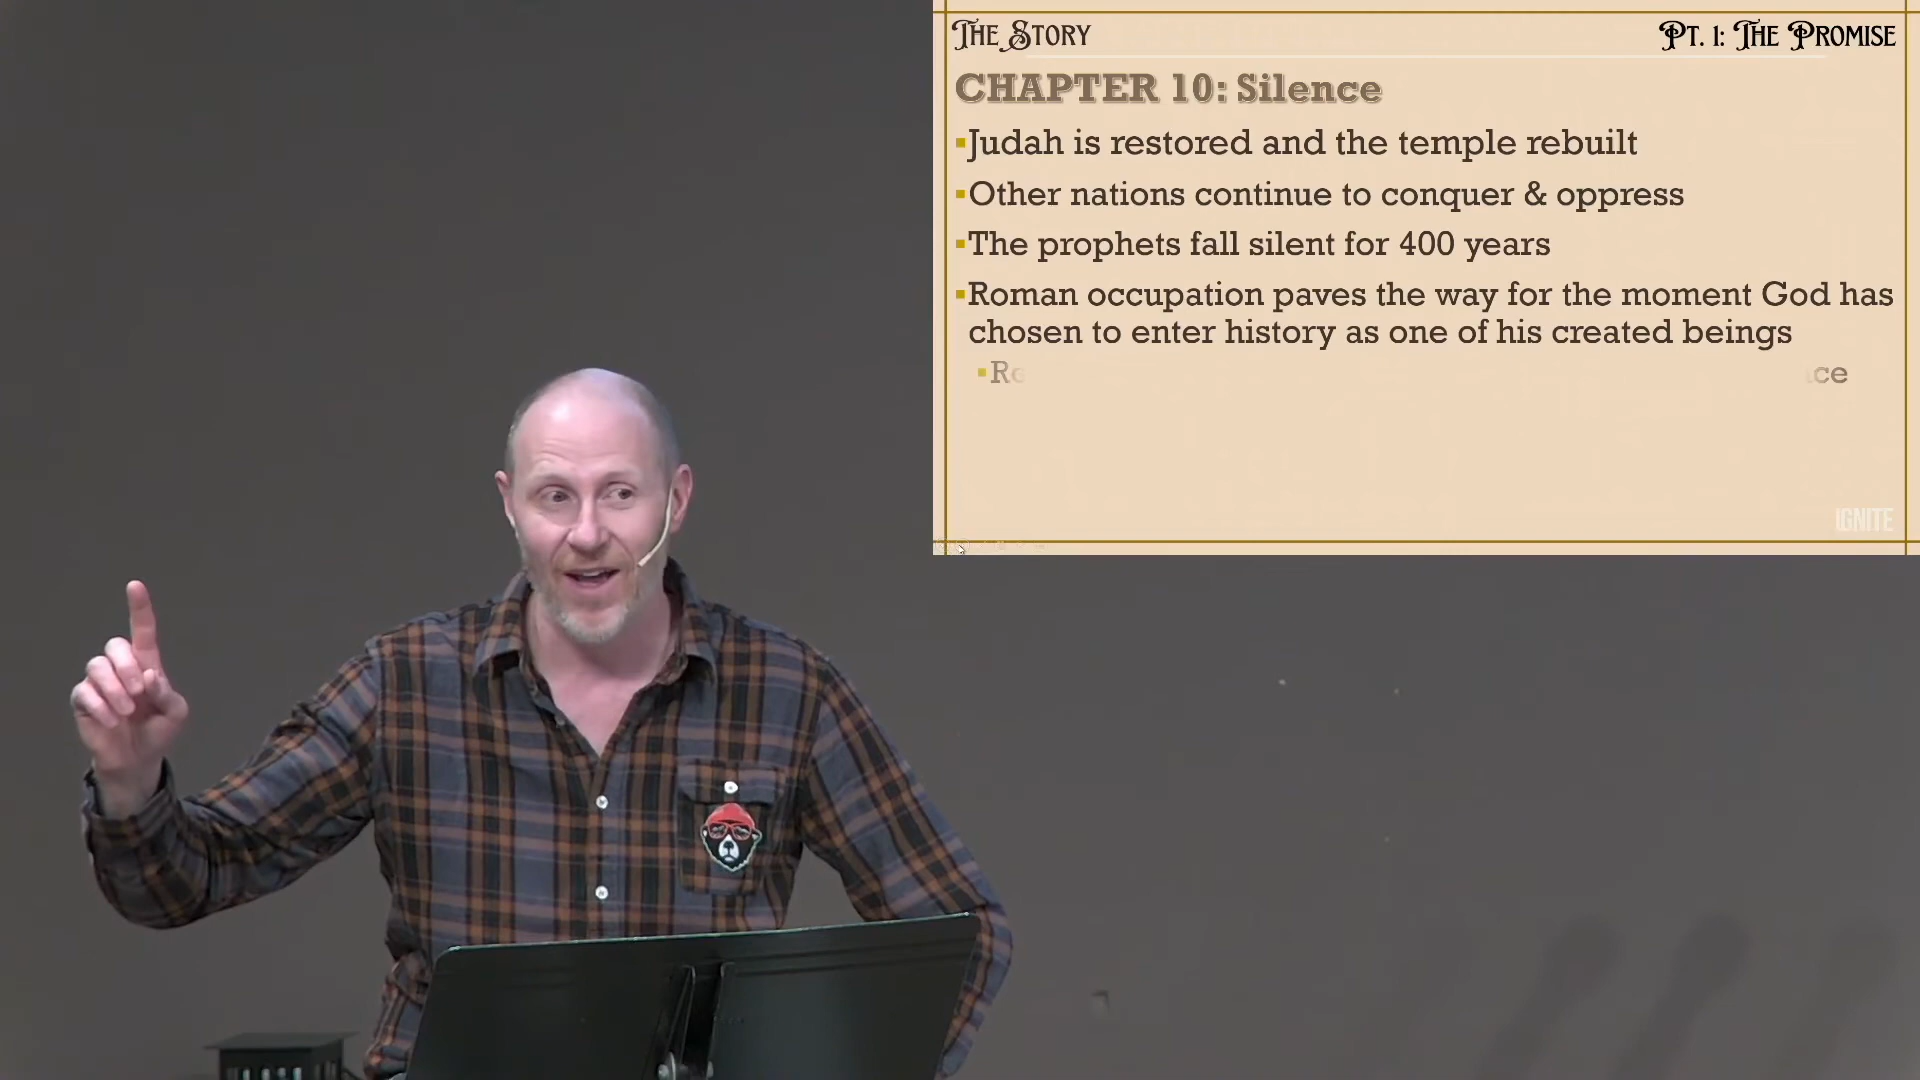 The Story
Pt. 1: The Promise
CHAPTER 10: Silence
▪Judah is restored and the temple rebuilt
▪Other nations continue to conquer & oppress
▪The prophets fall silent for 400 years
▪Roman occupation paves the way for the moment God has
chosen to enter history as one of his created beings
IGNITE